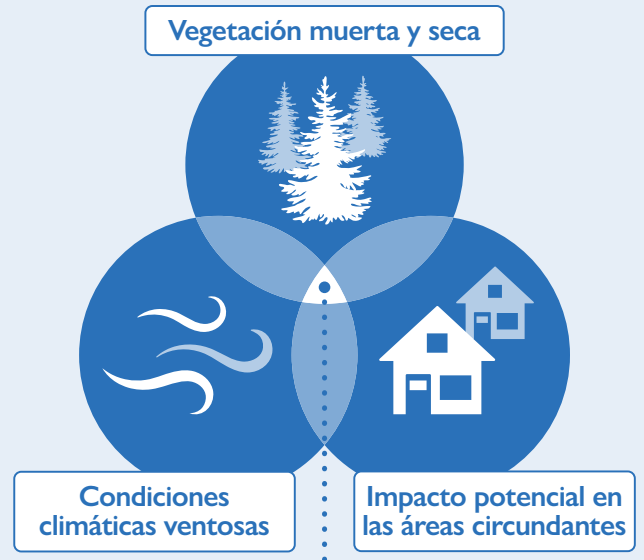 Vegetación muerta y seca
Condiciones
climáticas ventosas
Impacto potencial en
las áreas circundantes